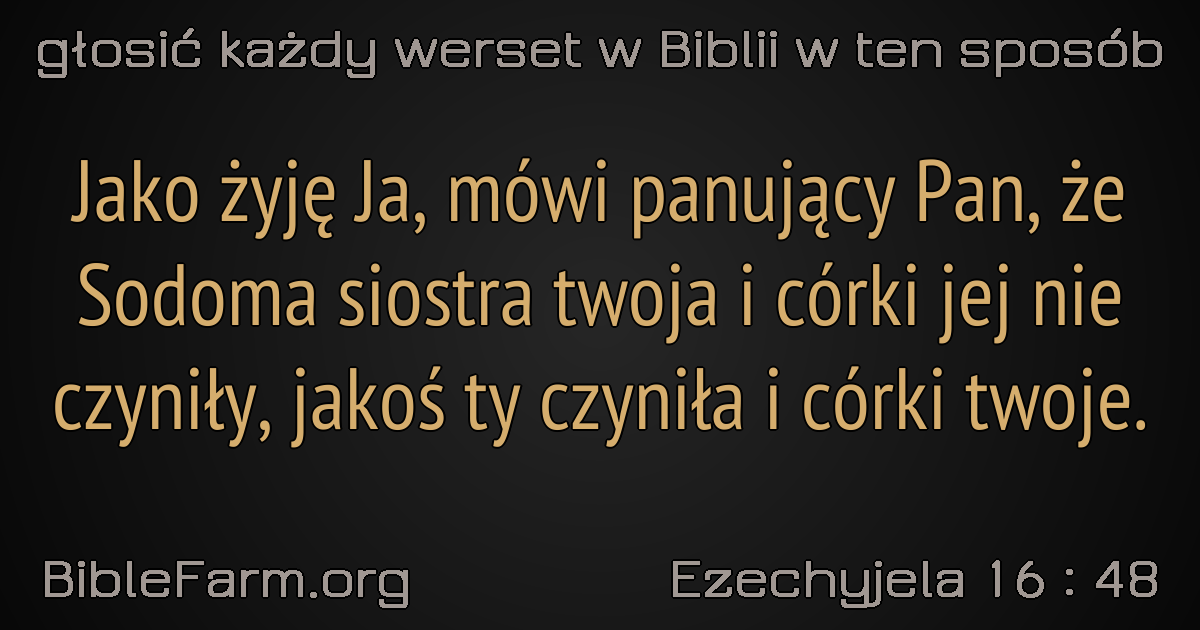 głosić każdy werset w Biblii w ten sposób
Jako żyję Ja, mówi panujący Pan, że
Sodoma siostra twoja i córki jej nie
czyniły, jakoś ty czyniła i córki twoje.
BibleFarm.org
Ezechyjela 16 : 48